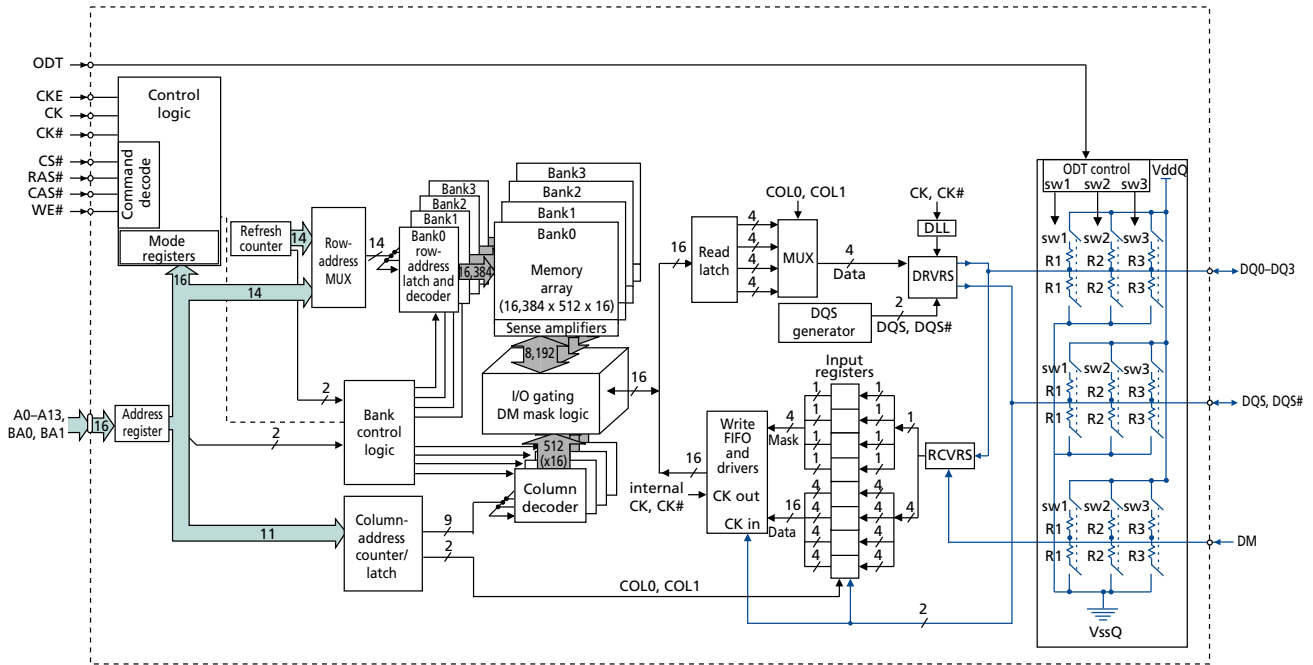 ODT
CKE
CK
CK#
CS#
RAS#
CAS#
WE#
Control
logic
Command
decode
Mode
registers
Refresh
counter
14
Row-
address
MUX
14
16
14
Bank3
Bank2
Bank1
Bank0
row-
address
latch and
decoder
16,384
Bank3
Bank2
Bank1
Bank0
Memory
array
(16,384 x 512 x 16)
Sense amplifiers
8,192
I/O gating
DM mask logic
16
512
(x16)
Column
decoder
A0–A13,
BA0, BA1
16
Address
register
2
2
Bank
control
logic
11
Column-
address
counter/
latch
9
2
COL0, COL1
16
Read
latch
4
4
4
4
COL0, COL1
MUX
4
Data
CK, CK#
DLL
DRVRS
DQS
generator
2
DQS, DQS#
Input
registers
1
1
1
1
1
1
1
1
1
4
Mask
Write
FIFO
and
drivers
CK out
CK in
16
internal
CK, CK#
16
Data
4
4
4
4
4
4
4
4
4
RCVRS
2
ODT control
VddQ
sw1 sw2 sw3
sw1 sw2 sw3
R1 R2 R3
R1 R2 R3
sw1 sw2 sw3
R1 R2 R3
R1 R2 R3
sw1 sw2 sw3
R1 R2 R3
R1 R2 R3
VssQ
DQ0–DQ3
DQS, DQS#
DM